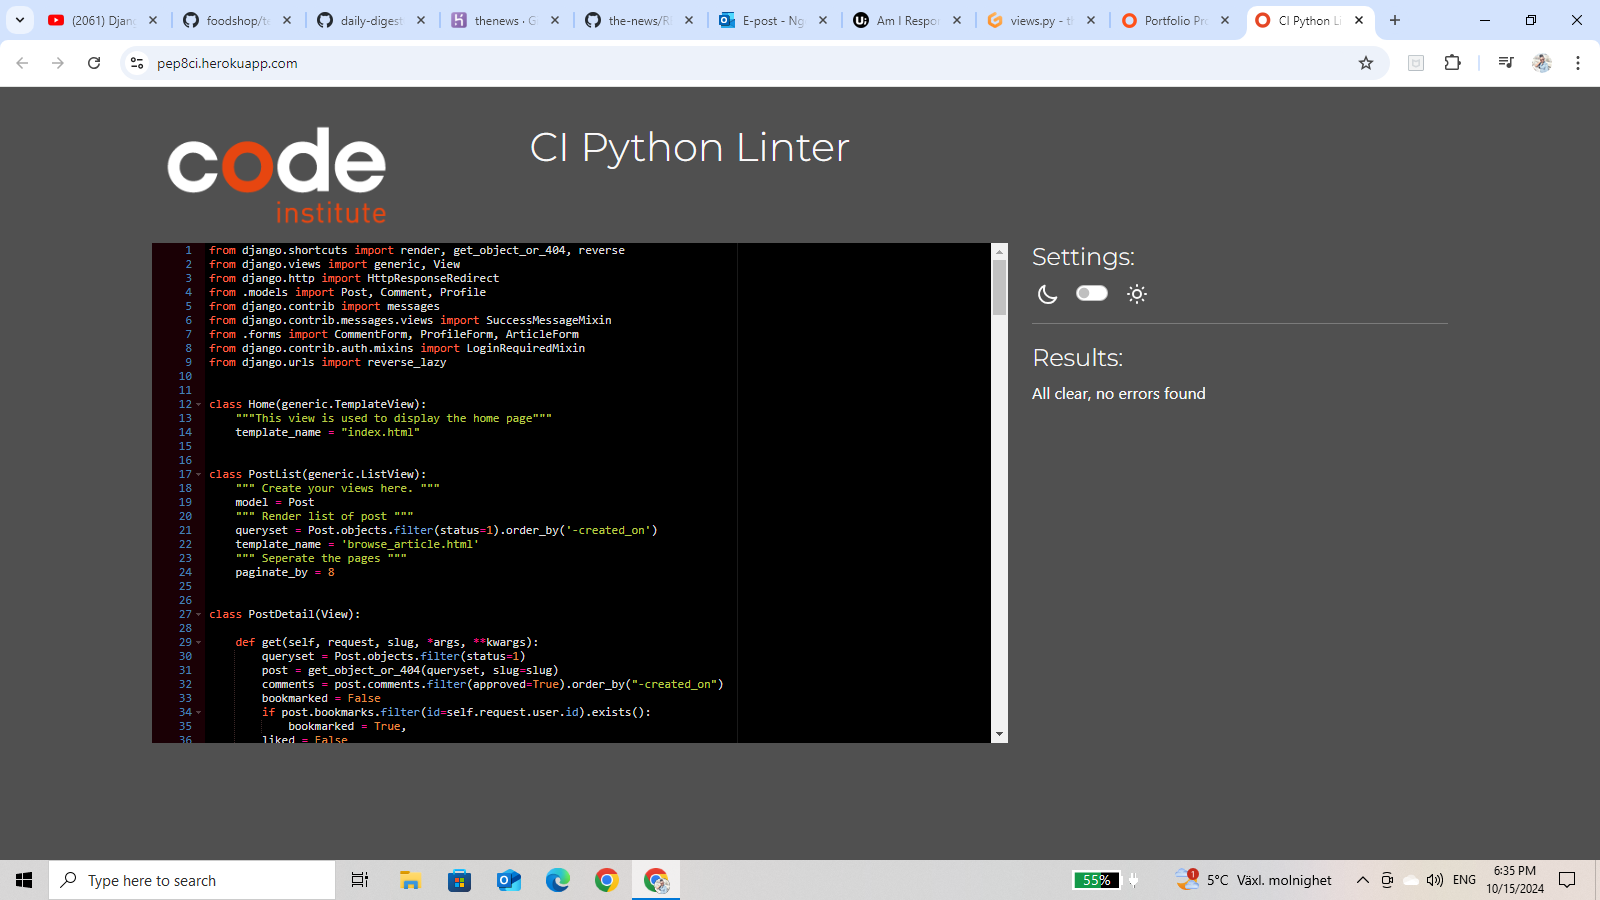 (2061) Djan
foodshop/te
daily-digest
thenews · G
the-news/R
E-post - Ng
Am I Respo
views.py - t
Portfolio Pr
CI Python Li
pep8ci.herokuapp.com
code
institute
CI Python Linter
1 from django.shortcuts import render, get_object_or_404, reverse
2 from django.views import generic, View
3 from django.http import HttpResponseRedirect
4 from .models import Post, Comment, Profile
5 from django.contrib import messages
6 from django.contrib.messages.views import SuccessMessageMixin
7 from .forms import CommentForm, ProfileForm, ArticleForm
8 from django.contrib.auth.mixins import LoginRequiredMixin
9 from django.urls import reverse_lazy
10
11
12 class Home(generic.TemplateView):
13 """This view is used to display the home page"""
14 template_name = "index.html"
15
16
17 class PostList(generic.ListView):
18 """ Create your views here. """
19 model = Post
20 """ Render list of post """
21 queryset = Post.objects.filter(status=1).order_by('-created_on')
22 template_name = 'browse_article.html'
23 """ Seperate the pages """
24 paginate_by = 8
25
26
27 class PostDetail(View):
28
29 def get(self, request, slug, *args, **kwargs):
30 queryset = Post.objects.filter(status=1)
31 post = get_object_or_404(queryset, slug=slug)
32 comments = post.comments.filter(approved=True).order_by("-created_on")
33 bookmarked = False
34 if post.bookmarks.filter(id=self.request.user.id).exists():
35 bookmarked = True,
36 liked = False
Settings:
Results:
All clear, no errors found
Type here to search
55%
1
5°C Växl. molnighet
ENG
6:35 PM
10/15/2024